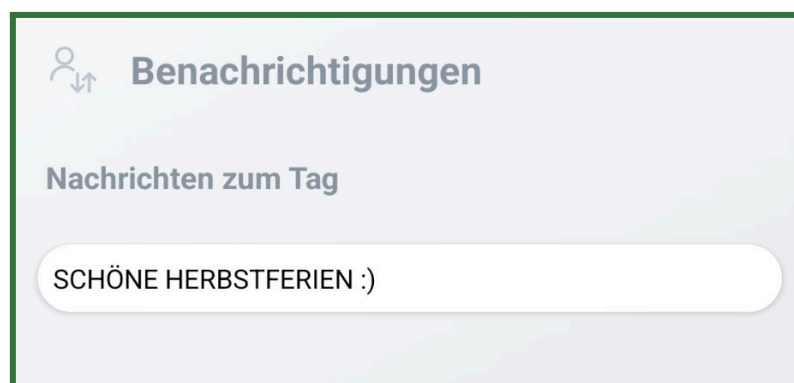 Benachrichtigungen
Nachrichten zum Tag
SCHÖNE HERBSTFERIEN :)